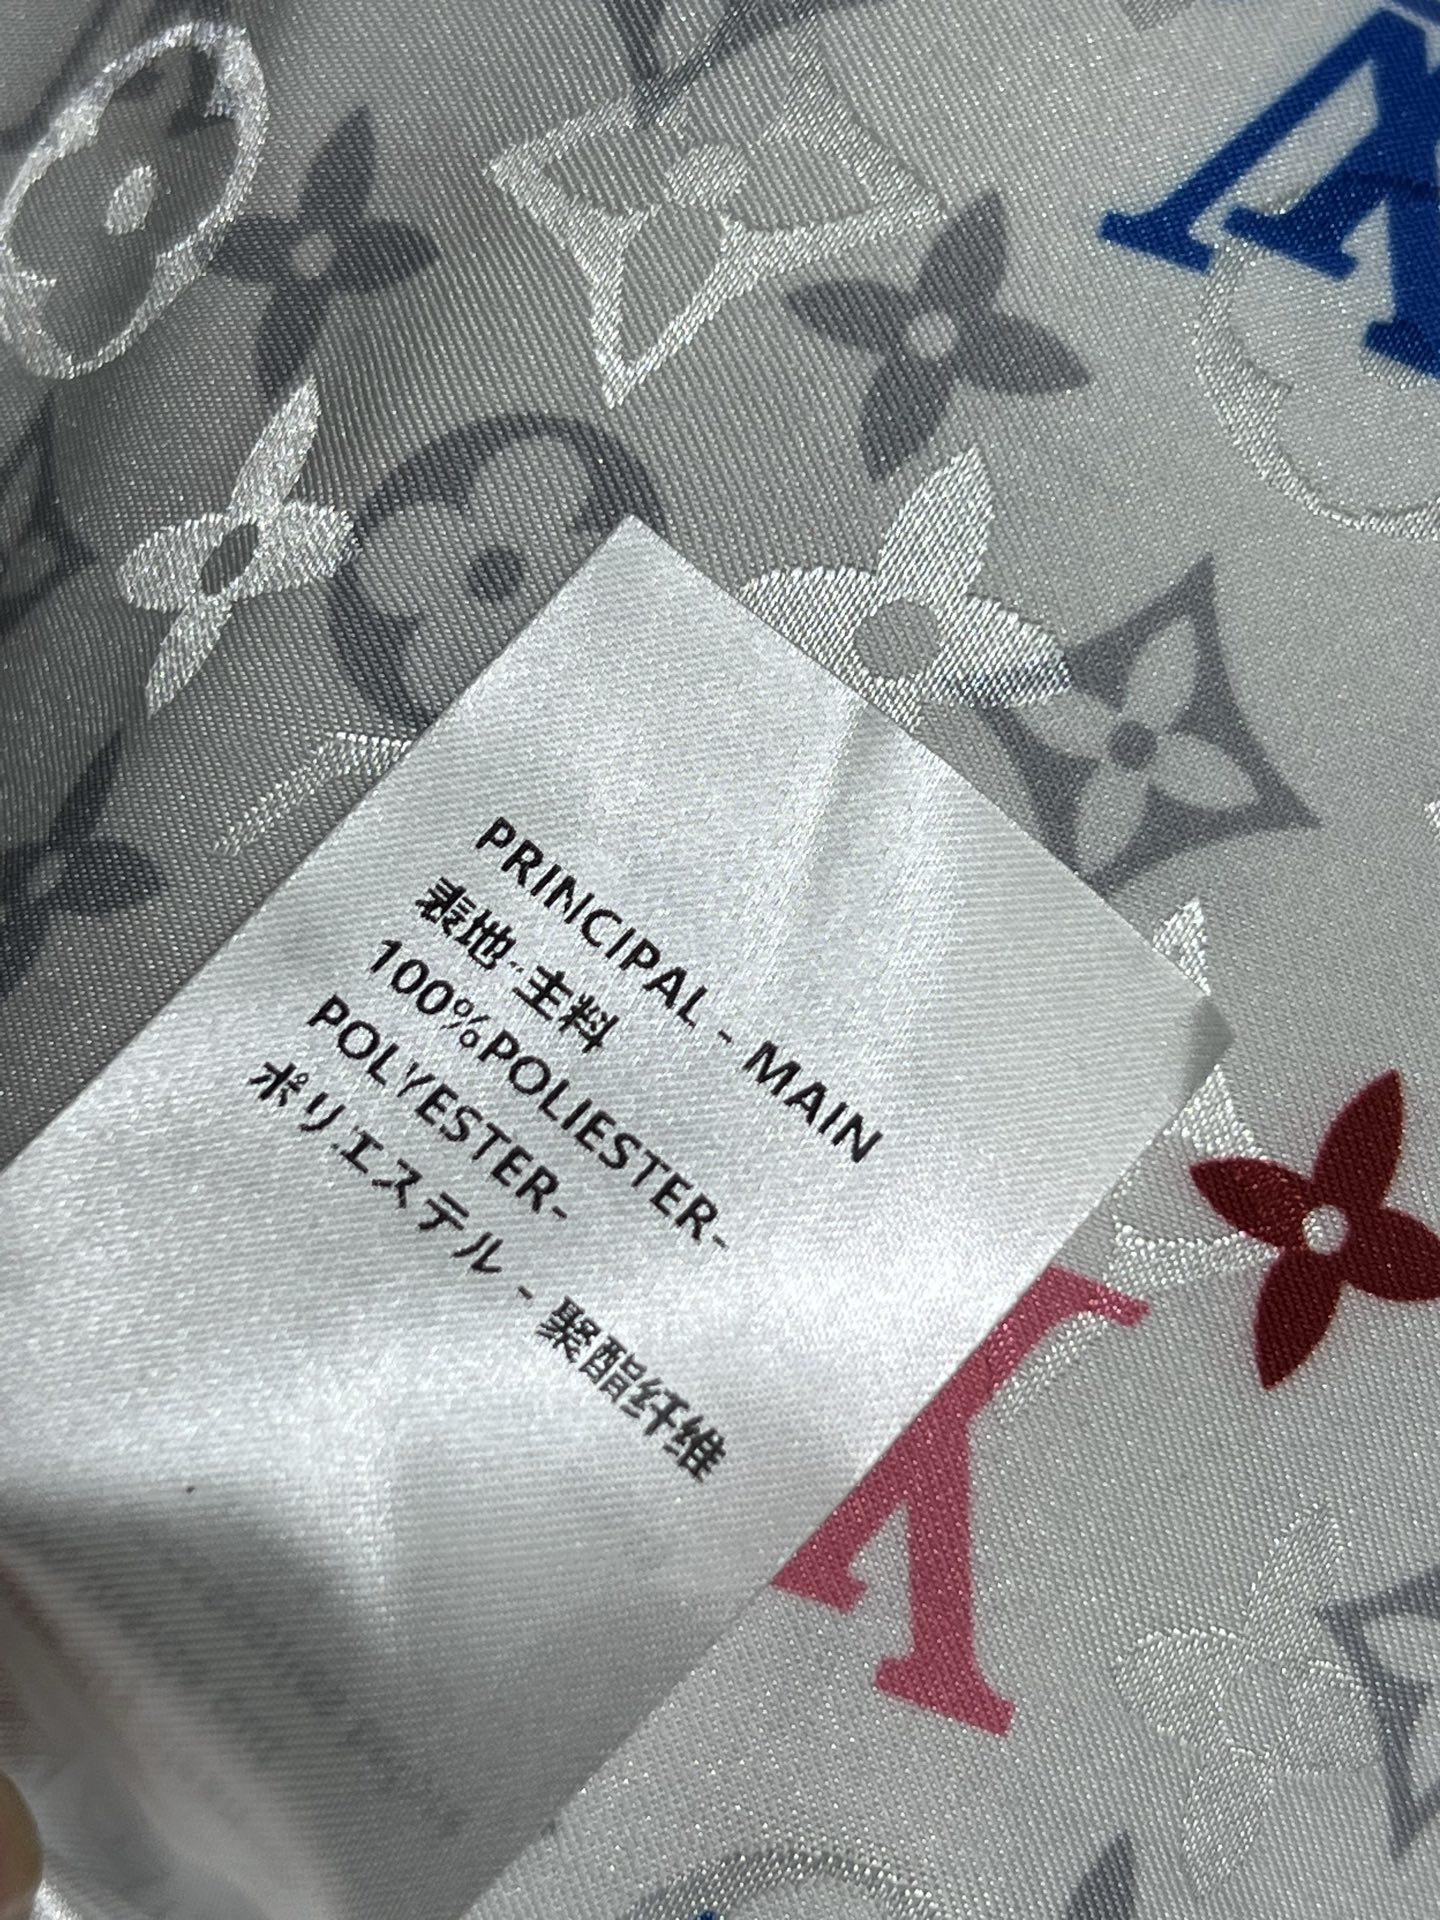 PRINCIPAL - MAIN
表地··主料
100%POLIESTER-
POLYESTER-
ポリエステル - 聚酯纤维